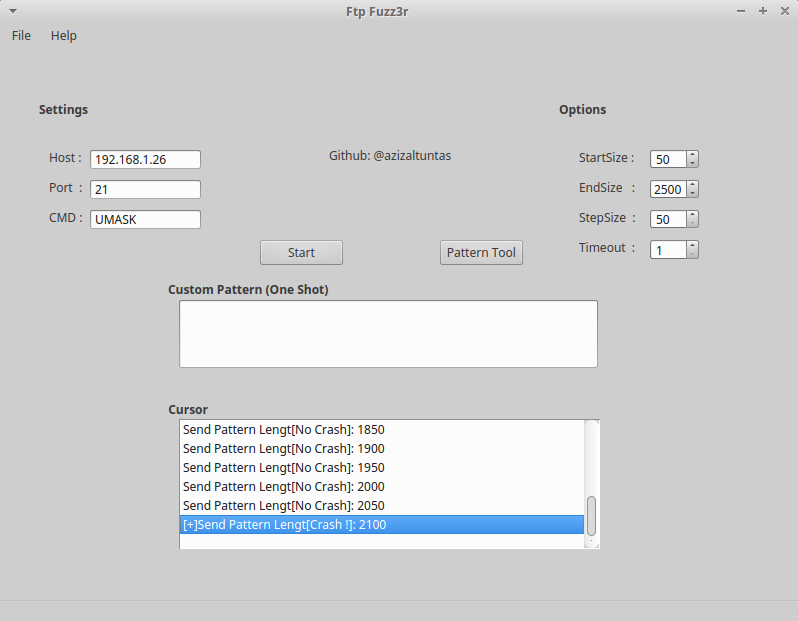 Ftp Fuzz3r
File Help
Settings
Options
Host : 192.168.1.26
Github: @azizaltuntas
StartSize : 50
Port : 21
EndSize : 2500
CMD : UMASK
StepSize : 50
Start
Pattern Tool
Timeout : 1
Custom Pattern (One Shot)
Cursor
Send Pattern Lengt[No Crash]: 1850
Send Pattern Lengt[No Crash]: 1900
Send Pattern Lengt[No Crash]: 1950
Send Pattern Lengt[No Crash]: 2000
Send Pattern Lengt[No Crash]: 2050
[+]Send Pattern Lengt[Crash !]: 2100